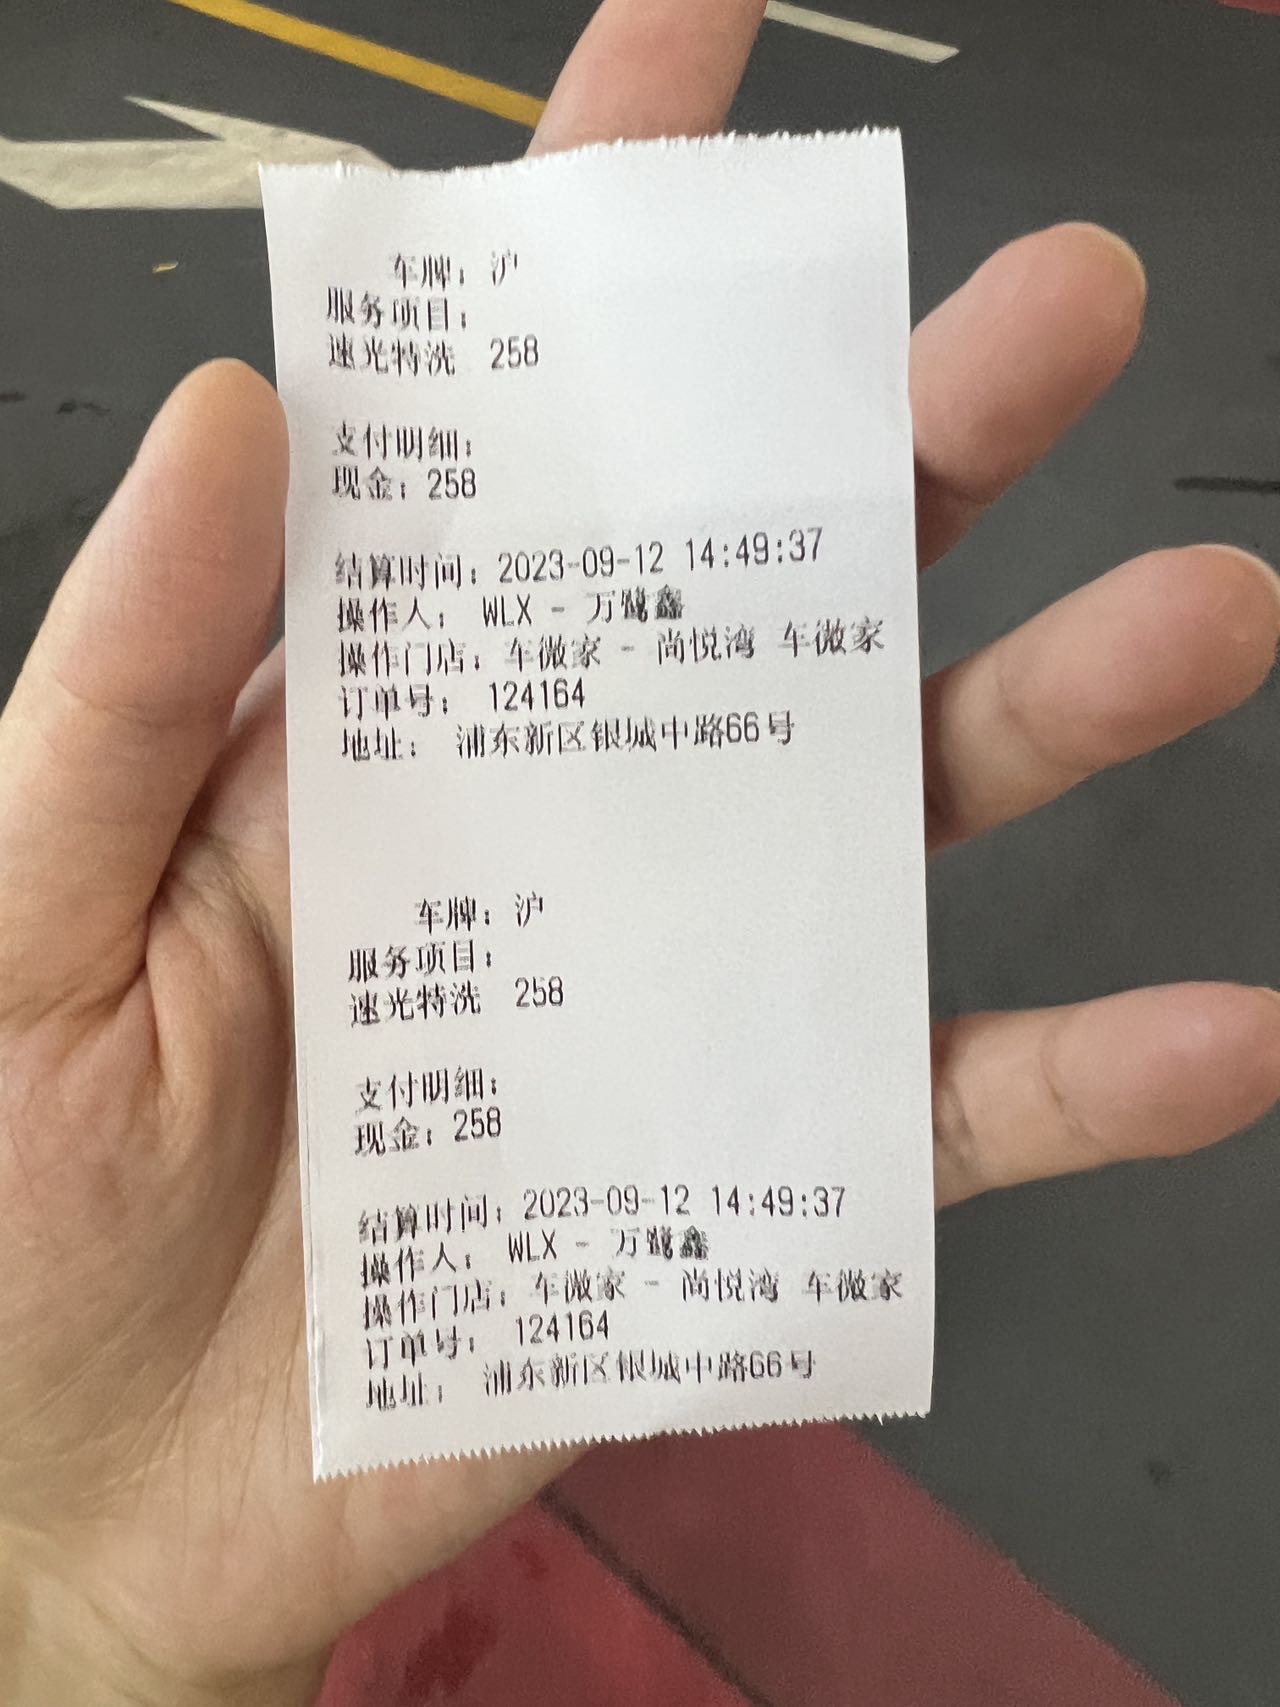 车牌：沪
服务项目：
速光特洗 258
支付明细：
现金：258
结算时间：2023-09-12 14:49:37
操作人： WLX - 万鑫
操作门店：车微家 - 尚悦湾 车微家
订单号： 124164
地址： 浦东新区银城中路66号
车牌：沪
服务项目：
速光特洗 258
支付明细：
现金：258
结算时间：2023-09-12 14:49:37
操作人： WLX - 万鑫
操作门店：车微家 - 尚悦湾 车微家
订单号： 124164
地址： 浦东新区银城中路66号